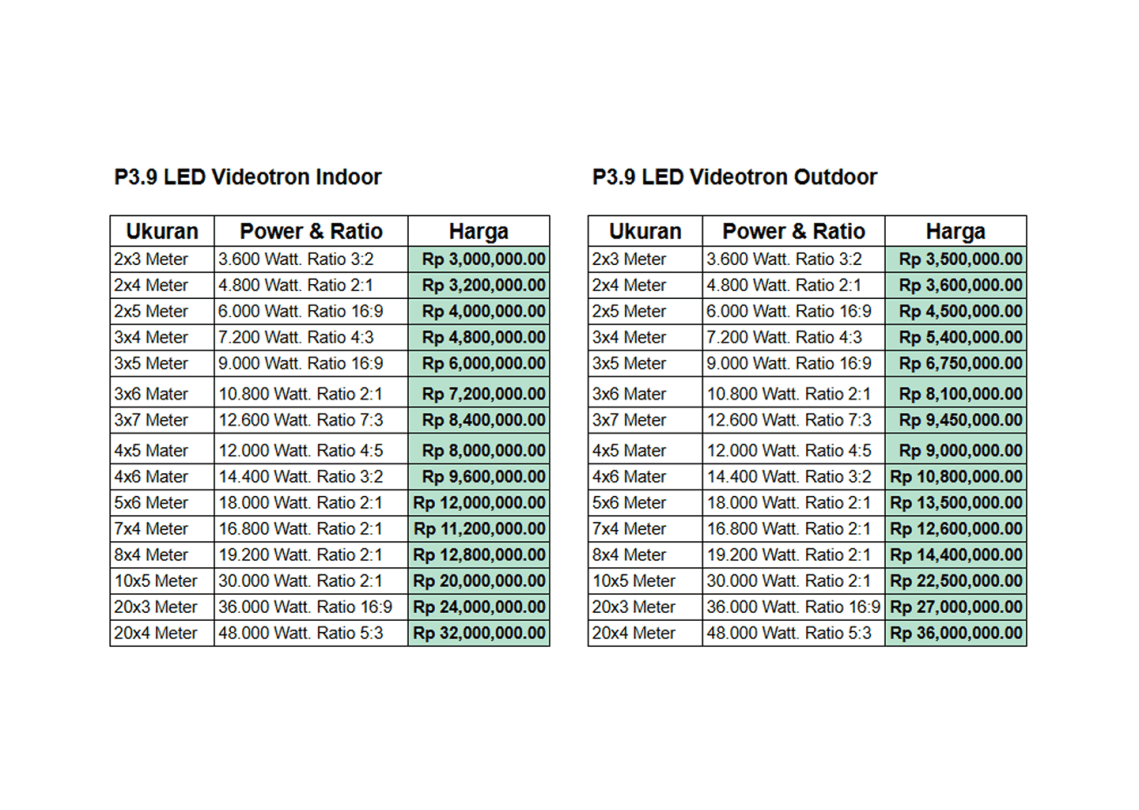 P3.9 LED Videotron Indoor
Ukuran Power & Ratio Harga
2x3 Meter 3.600 Watt. Ratio 3:2 Rp 3,000,000.00
2x4 Meter 4.800 Watt. Ratio 2:1 Rp 3,200,000.00
2x5 Meter 6.000 Watt. Ratio 16:9 Rp 4,000,000.00
3x4 Meter 7.200 Watt. Ratio 4:3 Rp 4,800,000.00
3x5 Meter 9.000 Watt. Ratio 16:9 Rp 6,000,000.00
3x6 Mater 10.800 Watt. Ratio 2:1 Rp 7,200,000.00
3x7 Meter 12.600 Watt. Ratio 7:3 Rp 8,400,000.00
4x5 Mater 12.000 Watt. Ratio 4:5 Rp 8,000,000.00
4x6 Mater 14.400 Watt. Ratio 3:2 Rp 9,600,000.00
5x6 Meter 18.000 Watt. Ratio 2:1 Rp 12,000,000.00
7x4 Meter 16.800 Watt. Ratio 2:1 Rp 11,200,000.00
8x4 Meter 19.200 Watt. Ratio 2:1 Rp 12,800,000.00
10x5 Meter 30.000 Watt. Ratio 2:1 Rp 20,000,000.00
20x3 Meter 36.000 Watt. Ratio 16:9 Rp 24,000,000.00
20x4 Meter 48.000 Watt. Ratio 5:3 Rp 32,000,000.00
P3.9 LED Videotron Outdoor
Ukuran Power & Ratio Harga
2x3 Meter 3.600 Watt. Ratio 3:2 Rp 3,500,000.00
2x4 Meter 4.800 Watt. Ratio 2:1 Rp 3,600,000.00
2x5 Meter 6.000 Watt. Ratio 16:9 Rp 4,500,000.00
3x4 Meter 7.200 Watt. Ratio 4:3 Rp 5,400,000.00
3x5 Meter 9.000 Watt. Ratio 16:9 Rp 6,750,000.00
3x6 Mater 10.800 Watt. Ratio 2:1 Rp 8,100,000.00
3x7 Meter 12.600 Watt. Ratio 7:3 Rp 9,450,000.00
4x5 Mater 12.000 Watt. Ratio 4:5 Rp 9,000,000.00
4x6 Mater 14.400 Watt. Ratio 3:2 Rp 10,800,000.00
5x6 Meter 18.000 Watt. Ratio 2:1 Rp 13,500,000.00
7x4 Meter 16.800 Watt. Ratio 2:1 Rp 12,600,000.00
8x4 Meter 19.200 Watt. Ratio 2:1 Rp 14,400,000.00
10x5 Meter 30.000 Watt. Ratio 2:1 Rp 22,500,000.00
20x3 Meter 36.000 Watt. Ratio 16:9 Rp 27,000,000.00
20x4 Meter 48.000 Watt. Ratio 5:3 Rp 36,000,000.00